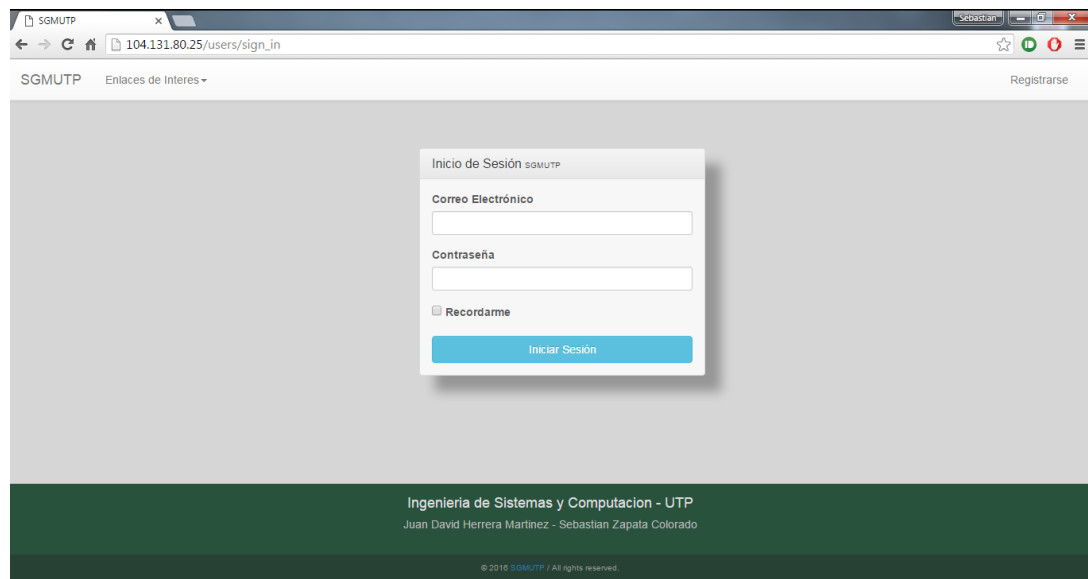 SGMUTP
Sebastian
104.131.80.25/users/sign_in
SGMUTP Enlaces de Interes Registrarse
Inicio de Sesión SGMUTP
Correo Electrónico
Contraseña
Recordarme
Iniciar Sesión
Ingenieria de Sistemas y Computacion - UTP
Juan David Herrera Martinez - Sebastian Zapata Colorado
© 2016 SGMUTP / All rights reserved.